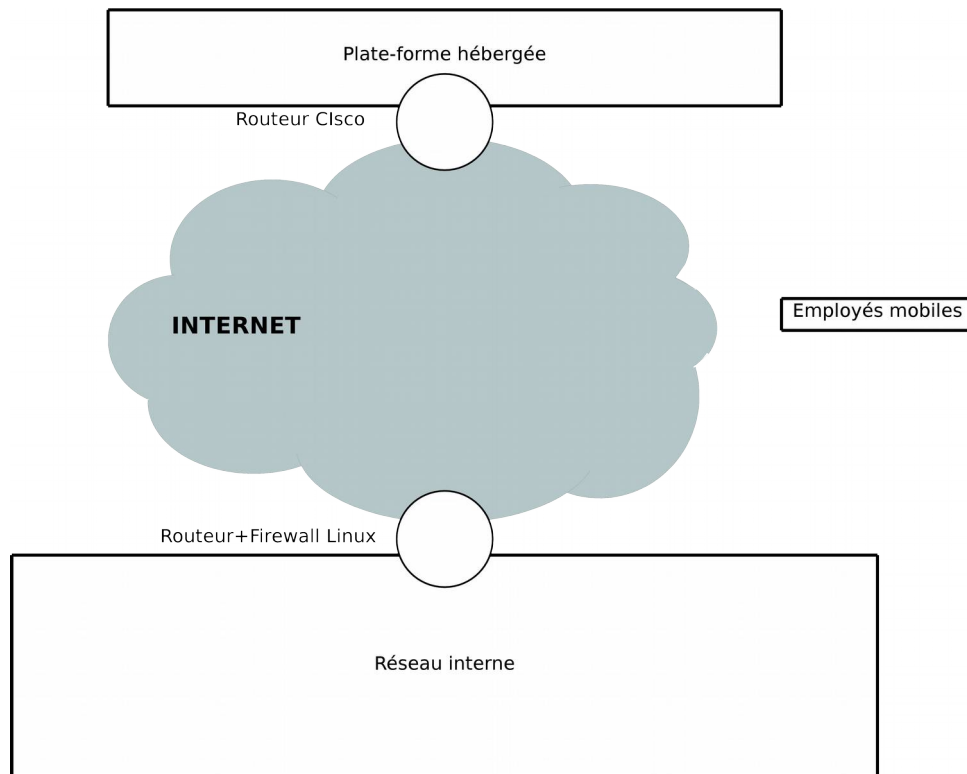 Plate-forme hébergée
Routeur CIsco
INTERNET
Employés mobiles
Routeur+Firewall Linux
Réseau interne